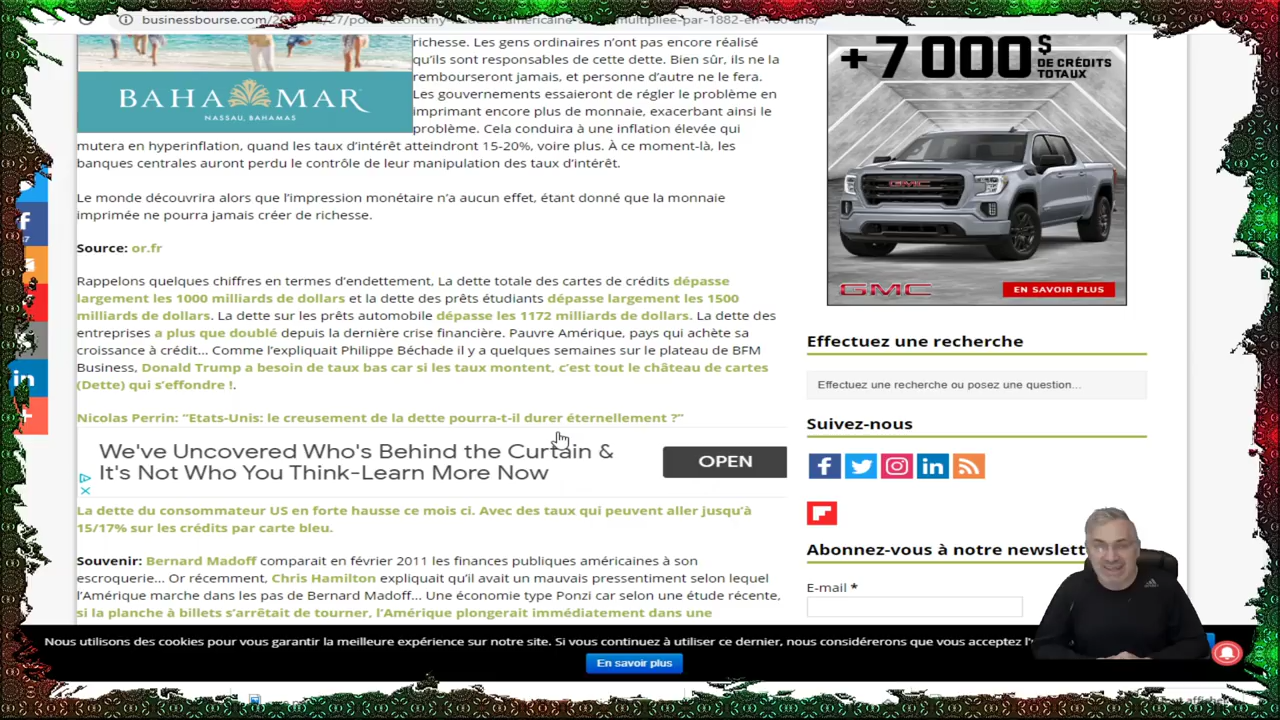 businessbourse.com/
BAHA MAR
NASSAU, BAHAMAS
richesse. Les gens ordinaires n’ont pas encore réalisé
qu’ils sont responsables de cette dette. Bien sûr, ils ne la
rembourseront jamais, et personne d’autre ne le fera.
Les gouvernements essaieront de régler le problème en
imprimant encore plus de monnaie, exacerbant ainsi le
problème. Cela conduira à une inflation élevée qui
mutera en hyperinflation, quand les taux d’intérêt atteindront 15-20%, voire plus. À ce moment-là, les
banques centrales auront perdu le contrôle de leur manipulation des taux d’intérêt.
Le monde découvrira alors que l’impression monétaire n’a aucun effet, étant donné que la monnaie
imprimée ne pourra jamais créer de richesse.
Source: or.fr
Rappelons quelques chiffres en termes d’endettement. La dette totale des cartes de crédits dépasse
largement les 1000 milliards de dollars et la dette des prêts étudiants dépasse largement les 1500
milliards de dollars. La dette sur les prêts automobile dépasse les 1172 milliards de dollars. La dette des
entreprises a plus que doublé depuis la dernière crise financière. Pauvre Amérique, pays qui achète sa
croissance à crédit… Comme l’expliquait Philippe Béchade il y a quelques semaines sur le plateau de BFM
Business, Donald Trump a besoin de taux bas car si les taux montent, c’est tout le château de cartes
(Dette) qui s’effondre !.
Nicolas Perrin: “Etats-Unis: le creusement de la dette pourra-t-il durer éternellement ?”
We've Uncovered Who's Behind the Curtain &
It's Not Who You Think-Learn More Now
OPEN
La dette du consommateur US en forte hausse ce mois ci. Avec des taux qui peuvent aller jusqu’à
15/17% sur les crédits par carte bleu.
Souvenir: Bernard Madoff comparait en février 2011 les finances publiques américaines à son
escroquerie… Or récemment, Chris Hamilton expliquait qu’il avait un mauvais pressentiment selon lequel
l’Amérique marche dans les pas de Bernard Madoff… Une économie type Ponzi car selon une étude récente,
si la planche à billets s’arrêtait de tourner, l’Amérique plongerait immédiatement dans une
+7 000$
DE CRÉDITS
TOTAUX
GMC
EN SAVOIR PLUS
Effectuez une recherche
Effectuez une recherche ou posez une question...
Suivez-nous
Abonnez-vous à notre newslett
E-mail *
adidas
Nous utilisons des cookies pour vous garantir la meilleure expérience sur notre site. Si vous continuez à utiliser ce dernier, nous considérerons que vous acceptez l'
En savoir plus